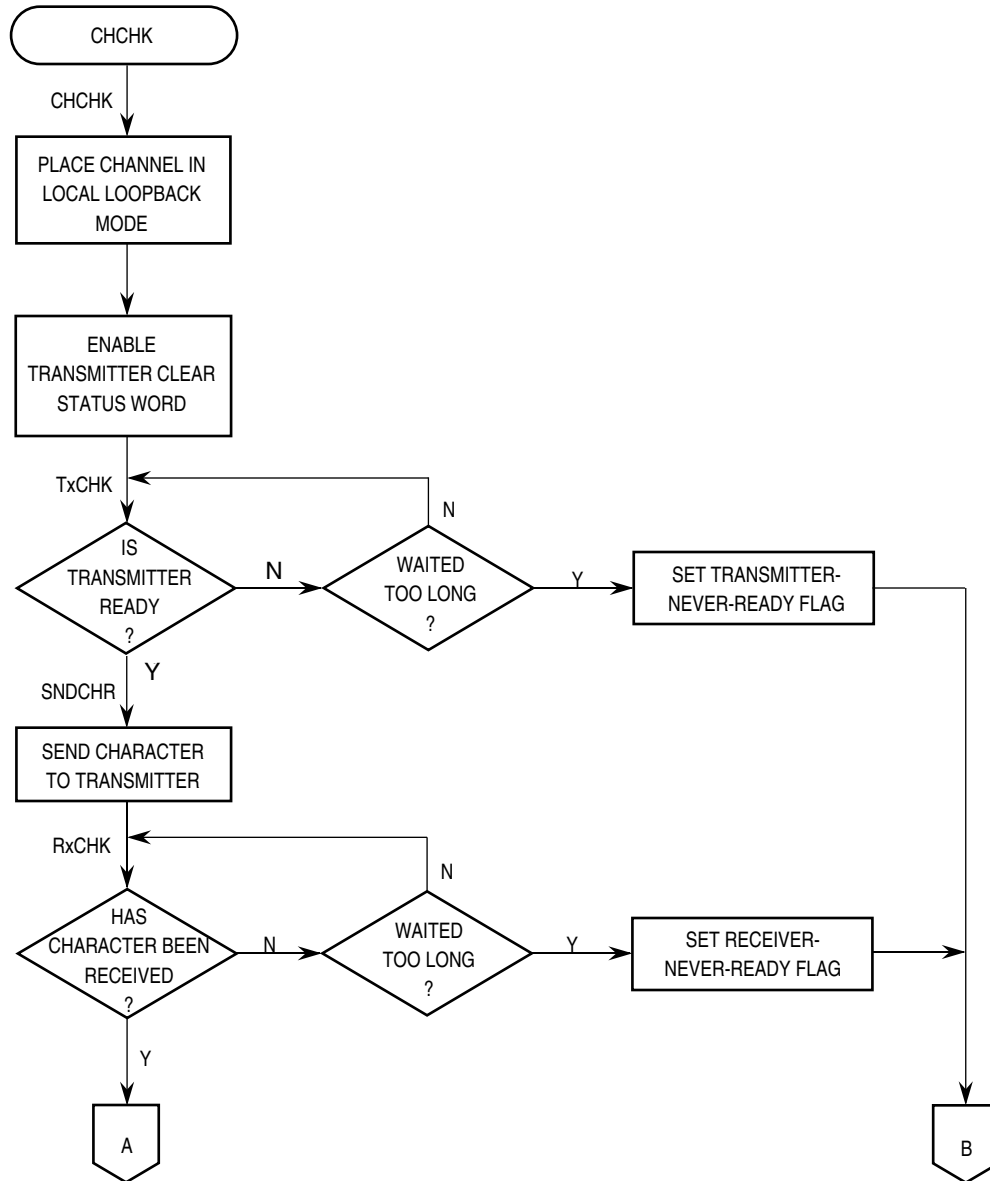 CHCHK
CHCHK
PLACE CHANNEL IN
LOCAL LOOPBACK
MODE
ENABLE
TRANSMITTER CLEAR
STATUS WORD
TxCHK
N
IS
TRANSMITTER
READY
?
N
WAITED
TOO LONG
?
Y
SET TRANSMITTER-
NEVER-READY FLAG
Y
SNDCHR
SEND CHARACTER
TO TRANSMITTER
RxCHK
N
HAS
CHARACTER BEEN
RECEIVED
?
N
WAITED
TOO LONG
?
Y
SET RECEIVER-
NEVER-READY FLAG
Y
A
B